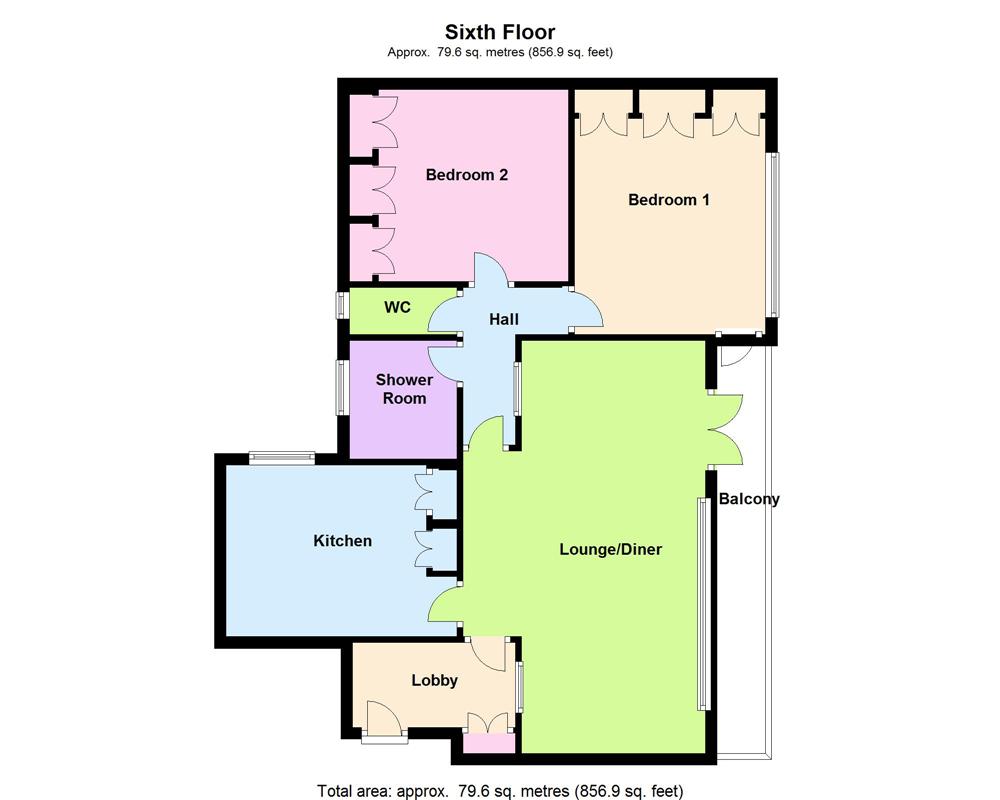 Sixth Floor
Approx.  79.6 sq. metres (856.9 sq. feet)
Bedroom 2
Bedroom 1
WC
Hall
Shower
Room
Balcony
Kitchen
Lounge/Diner
Lobby
Total area: approx.  79.6 sq. metres (856.9 sq. feet)